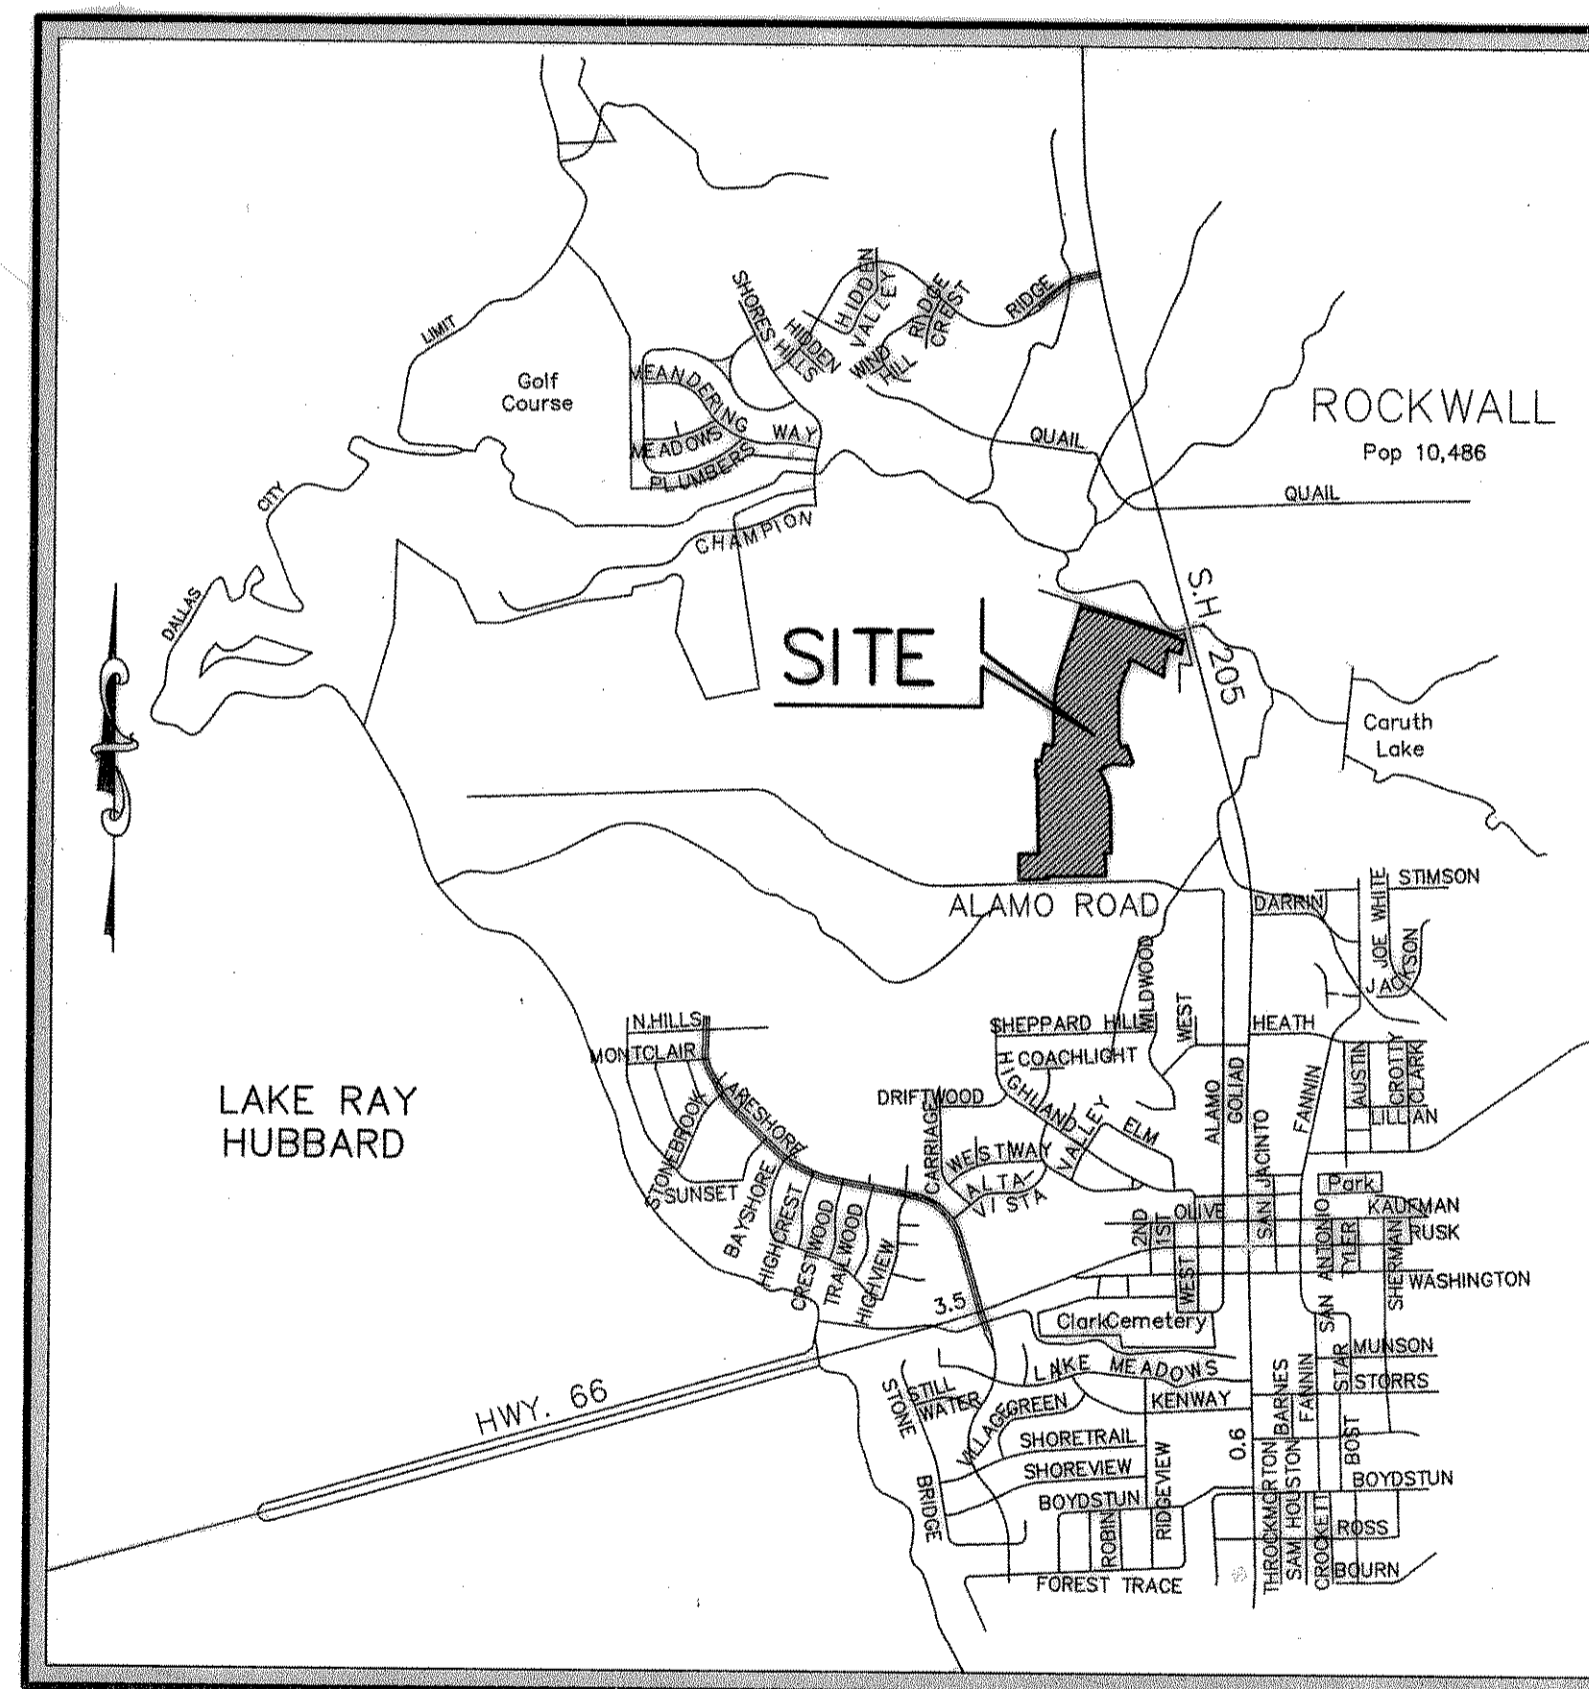 HIDDEN
VALLEY
RIDGE
CREST
RIDGE
SHORES HILLS
HIDDEN
WIND
HILL
LIMIT
Golf
Course
MEANDERING WAY
MEADOWS
PLUMBERS
QUAIL
ROCKWALL
Pop 10,486
QUAIL
CITY
CHAMPION
DALLAS
S.H 205
SITE
Caruth
Lake
ALAMO ROAD
DARRIN
JOE WHITE
STIMSON
JACKSON
WILDWOOD
WEST
N.HILLS
MONTCLAIR
SHEPPARD HILL
COACHLIGHT
HEATH
HIGHLAND
AUSTIN
CROTTY
CLARK
LAKE RAY
HUBBARD
LAKESHORE
STONEBROOK
SUNSET
DRIFTWOOD
CARRIAGE
WESTWAY
ALTA
VISTA
VALLEY
ELM
ALAMO
GOLIAD
SAN JACINTO
FANNIN
LILLIAN
Park
BAYSHORE
HIGHCREST
CRESTWOOD
TRAILWOOD
HIGHVIEW
2ND
1ST
OLIVE
KAUFMAN
RUSK
WEST
SAN ANTONIO
TYLER
SHERMAN
WASHINGTON
3.5
ClarkCemetery
HWY. 66
STONE BRIDGE
STILL
WATER
LAKE MEADOWS
MUNSON
STAR
STORRS
VILLAGE
GREEN
KENWAY
BARNES
FANNIN
SHORETRAIL
SHOREVIEW
BOYDSTUN
RIDGEVIEW
0.6
BOST
BOYDSTUN
ROBIN
THROCKMORTON
SAM HOUSTON
CROCKETT
ROSS
BOURN
FOREST TRACE